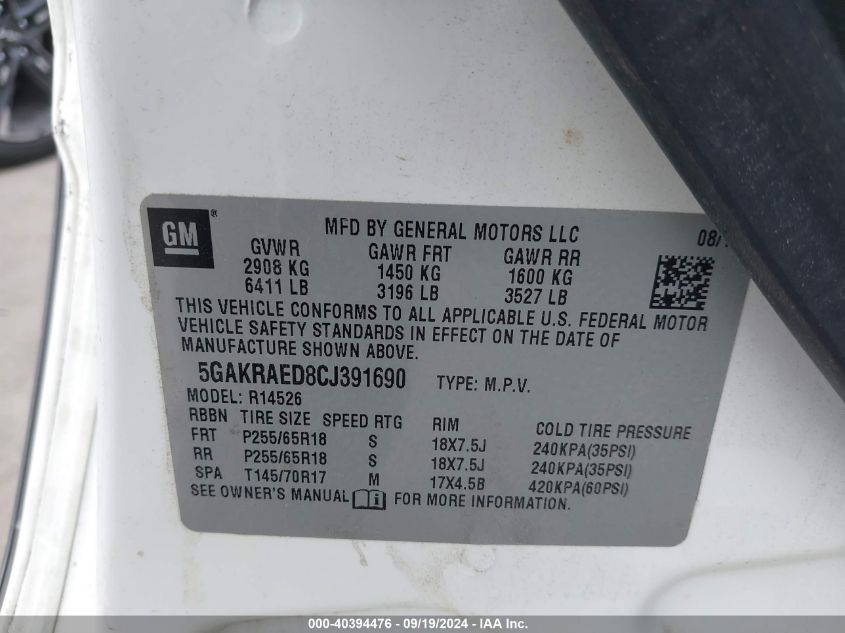 GM ®
MFD BY GENERAL MOTORS LLC
08/
GVWR GAWR FRT GAWR RR
2908 KG 1450 KG 1600 KG
6411 LB 3196 LB 3527 LB
THIS VEHICLE CONFORMS TO ALL APPLICABLE U.S. FEDERAL MOTOR
VEHICLE SAFETY STANDARDS IN EFFECT ON THE DATE OF
MANUFACTURE SHOWN ABOVE.
5GAKRAED8CJ391690 TYPE: M.P.V.
MODEL: R14526
RBBN TIRE SIZE SPEED RTG RIM COLD TIRE PRESSURE
FRT P255/65R18 S 18X7.5J 240KPA(35PSI)
RR P255/65R18 S 18X7.5J 240KPA(35PSI)
SPA T145/70R17 M 17X4.5B 420KPA(60PSI)
SEE OWNER'S MANUAL FOR MORE INFORMATION.
000-40394476 - 09/19/2024 - IAA Inc.